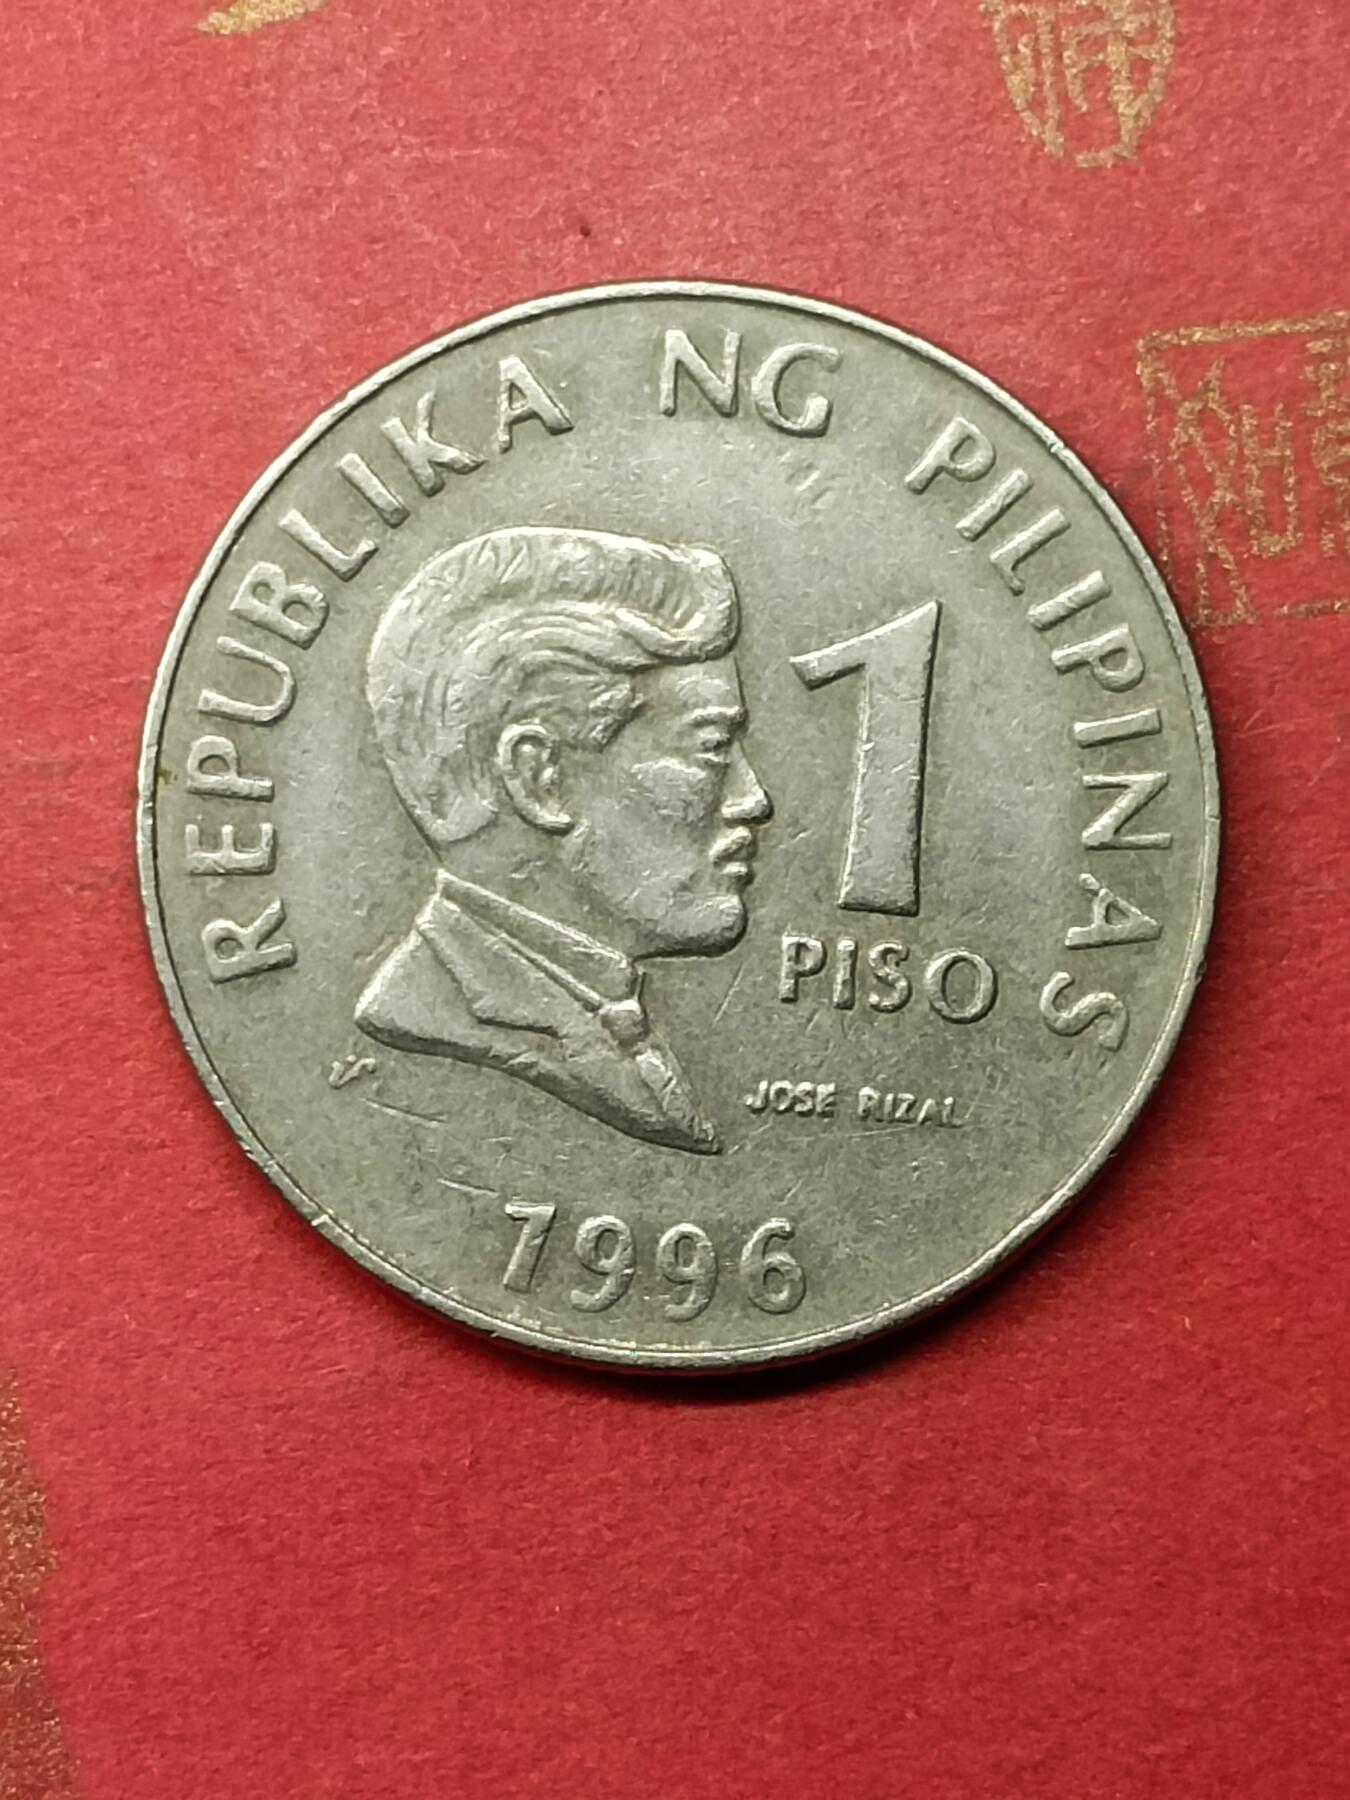 REPUBLIKA NG PILIPINAS
1
PISO
JOSE RIZAL
1996